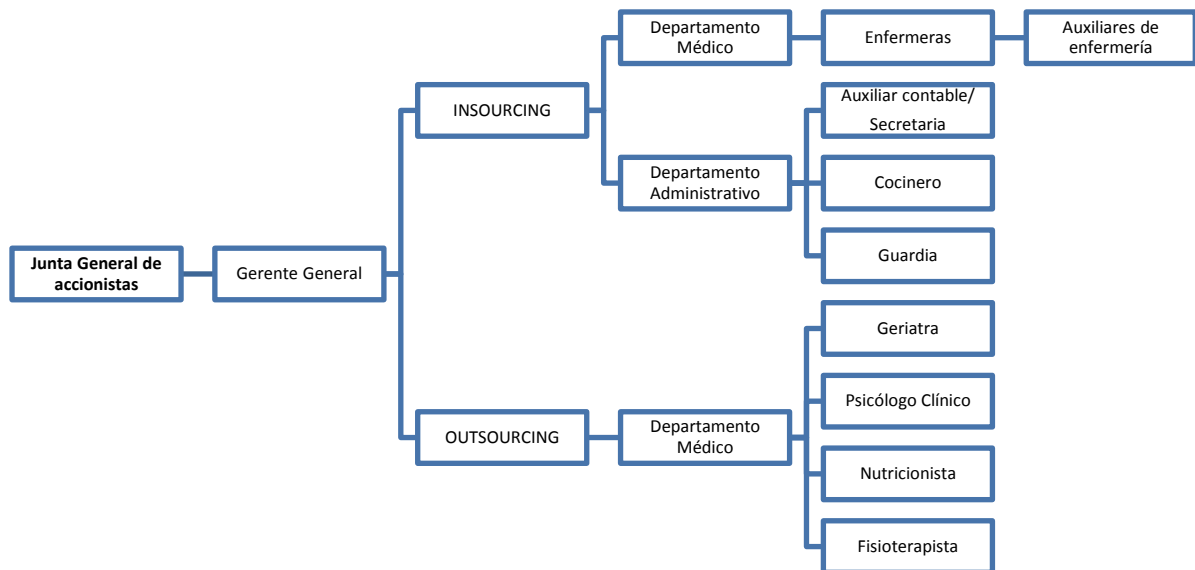 Junta General de
accionistas
Gerente General
INSOURCING
Departamento
Médico
Enfermeras
Auxiliares de
enfermería
Departamento
Administrativo
Auxiliar contable/
Secretaria
Cocinero
Guardia
OUTSOURCING
Departamento
Médico
Geriatra
Psicólogo Clínico
Nutricionista
Fisioterapista